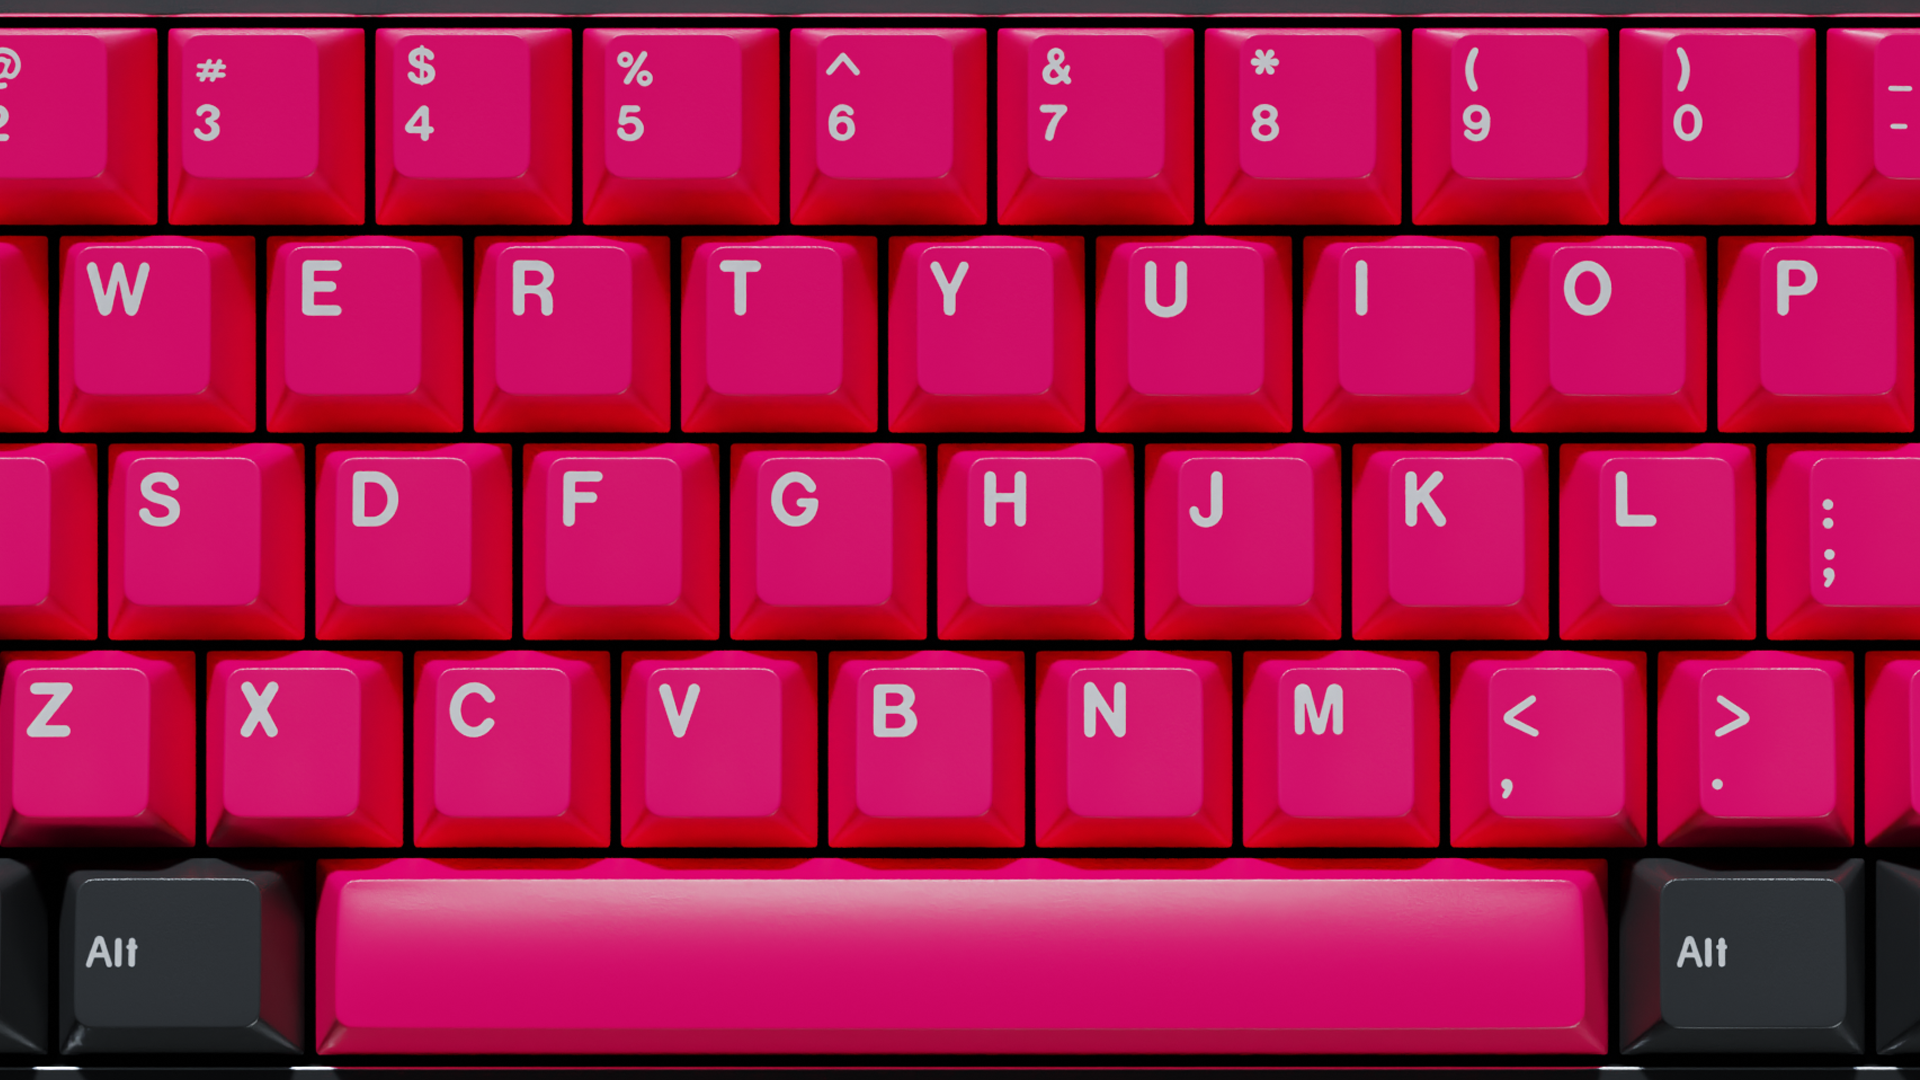 @ # $ % ^ & * ( ) _
2 3 4 5 6 7 8 9 0 -
W E R T Y U I O P
S D F G H J K L :
;
Z X C V B N M < >
, .
Alt Alt